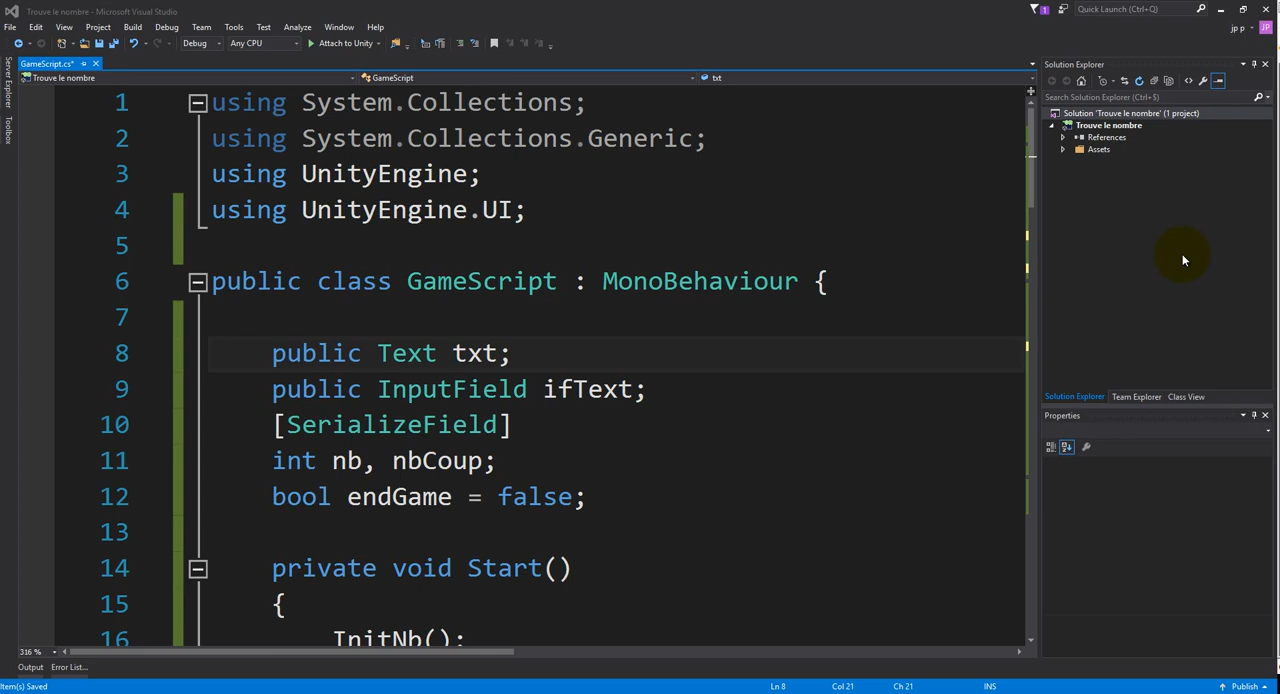 Trouve le nombre - Microsoft Visual Studio
1
Quick Launch (Ctrl+Q)
File Edit View Project Build Debug Team Tools Test Analyze Window Help
jp p
JP
Debug
Any CPU
Attach to Unity
Server Explorer
Toolbox
GameScript.cs*
Trouve le nombre
GameScript
txt
1 using System.Collections;
2 using System.Collections.Generic;
3 using UnityEngine;
4 using UnityEngine.UI;
5
6 public class GameScript : MonoBehaviour {
7
8 public Text txt;
9 public InputField ifText;
10 [SerializeField]
11 int nb, nbCoup;
12 bool endGame = false;
13
14 private void Start()
15 {
16 InitNb();
316 %
Solution Explorer
Search Solution Explorer (Ctrl+$)
Solution 'Trouve le nombre' (1 project)
Trouve le nombre
References
Assets
Solution Explorer Team Explorer Class View
Properties
Output Error List...
Item(s) Saved
Ln 8
Col 21
Ch 21
INS
Publish